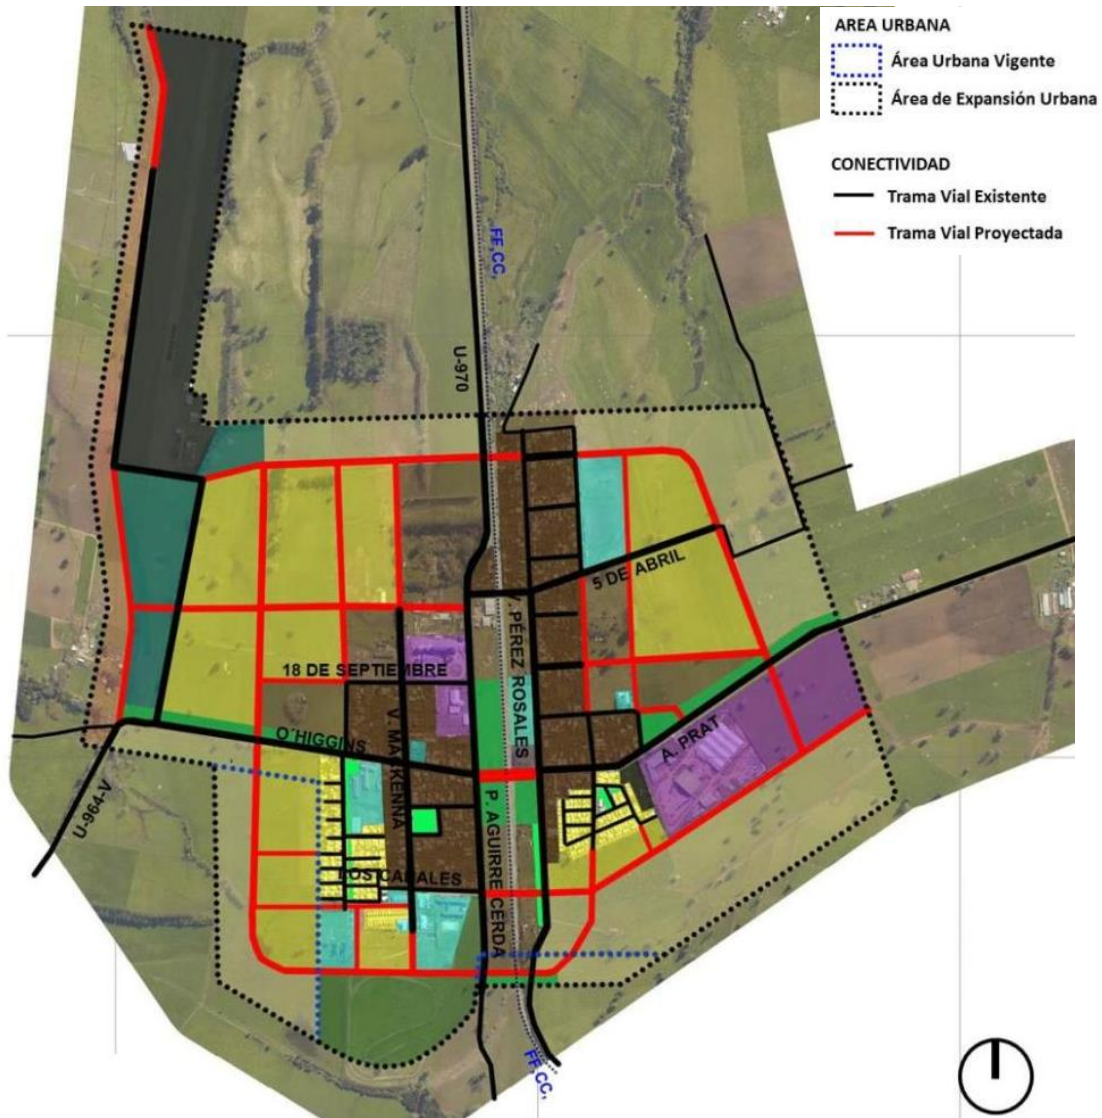 AREA URBANA
Área Urbana Vigente
Área de Expansión Urbana
CONECTIVIDAD
Trama Vial Existente
Trama Vial Proyectada
FF,CC,
U-970
5 DE ABRIL
V. PÉREZ ROSALES
18 DE SEPTIEMBRE
O´HIGGINS
V. MACKENNA
A. PRAT
U-964-V
P. AGUIRRE CERDA
LOS CANALES
FF,CC,